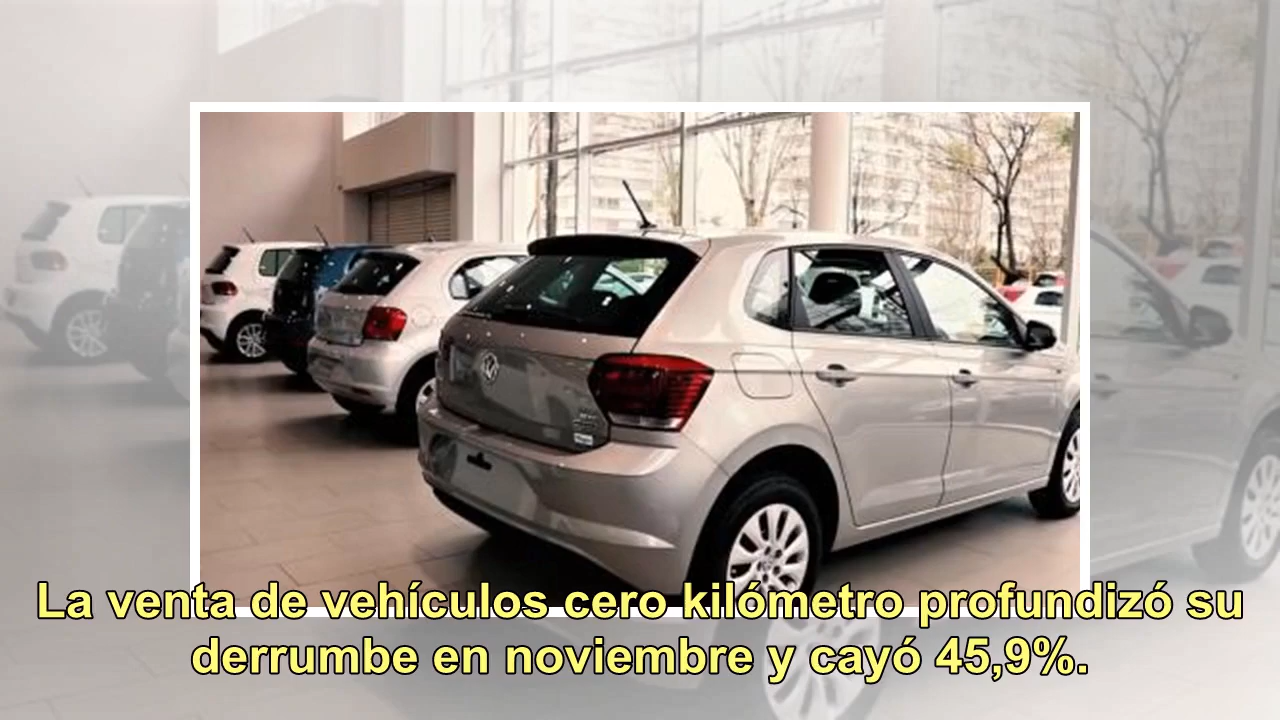 La venta de vehículos cero kilómetro profundizó su
derrumbe en noviembre y cayó 45,9%.